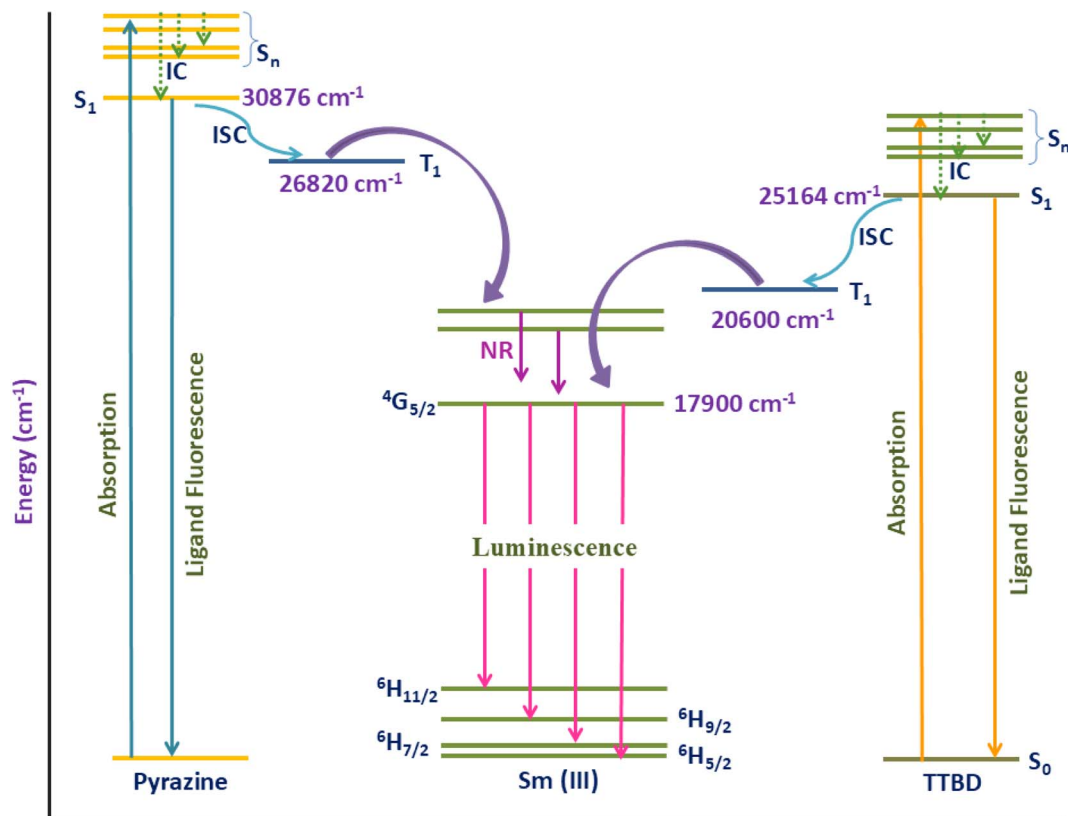 Energy (cm⁻¹)
Sₙ
IC
S₁
30876 cm⁻¹
ISC
T₁
26820 cm⁻¹
Absorption
Ligand Fluorescence
Pyrazine
NR
⁴G₅/₂
17900 cm⁻¹
Luminescence
⁶H₁₁/₂
⁶H₉/₂
⁶H₇/₂
⁶H₅/₂
Sm (III)
Sₙ
IC
25164 cm⁻¹
S₁
ISC
T₁
20600 cm⁻¹
Absorption
Ligand Fluorescence
S₀
TTBD